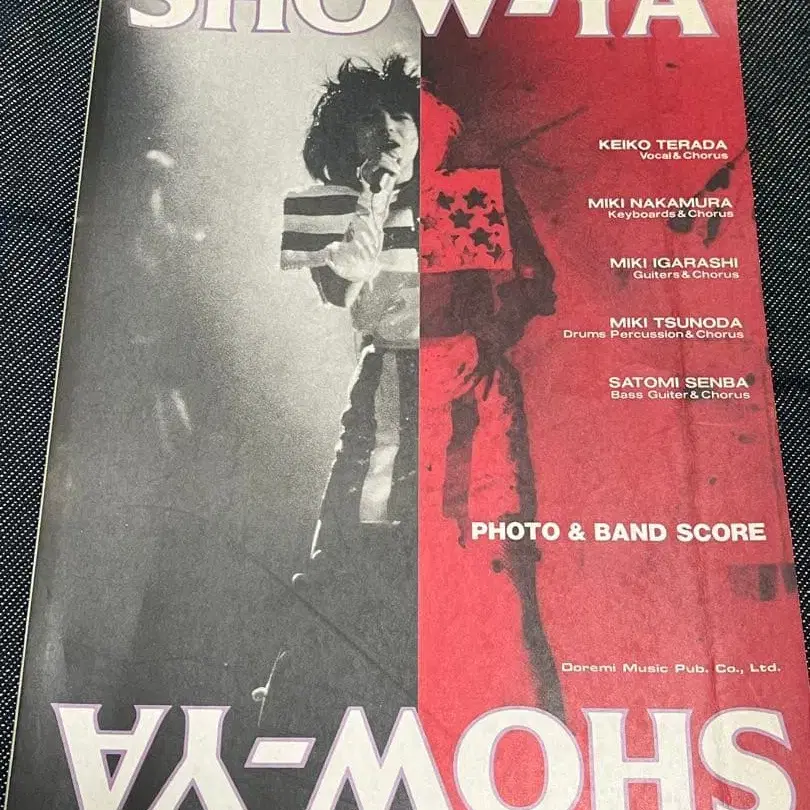 SHOW-YA
KEIKO TERADA
Vocal & Chorus
MIKI NAKAMURA
Keyboards & Chorus
MIKI IGARASHI
Guiters & Chorus
MIKI TSUNODA
Drums Percussion & Chorus
SATOMI SENBA
Bass Guiter & Chorus
PHOTO & BAND SCORE
Doremi Music Pub. Co., Ltd.
SHOW-YA